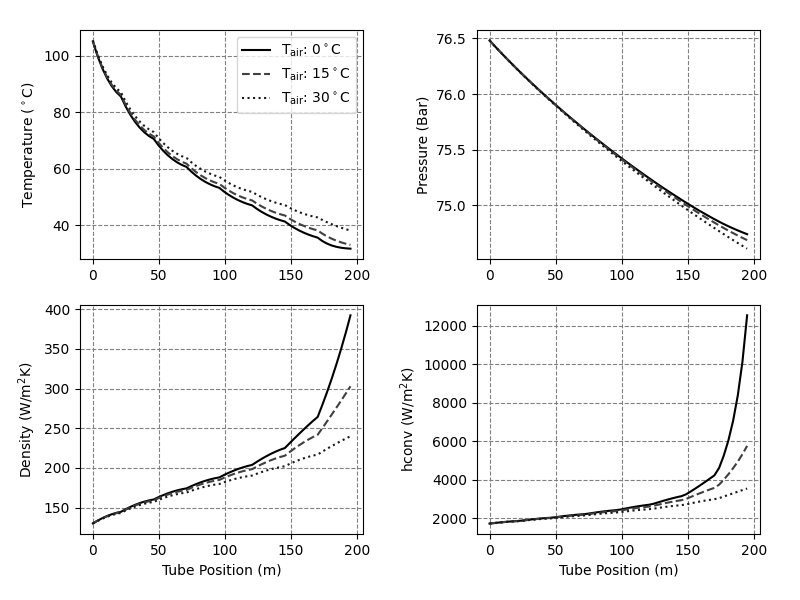 Temperature (°C)
100
80
60
40
0 50 100 150 200
T_air: 0°C
T_air: 15°C
T_air: 30°C
Pressure (Bar)
76.5
76.0
75.5
75.0
0 50 100 150 200
Density (W/m²K)
400
350
300
250
200
150
0 50 100 150 200
Tube Position (m)
hconv (W/m²K)
12000
10000
8000
6000
4000
2000
0 50 100 150 200
Tube Position (m)